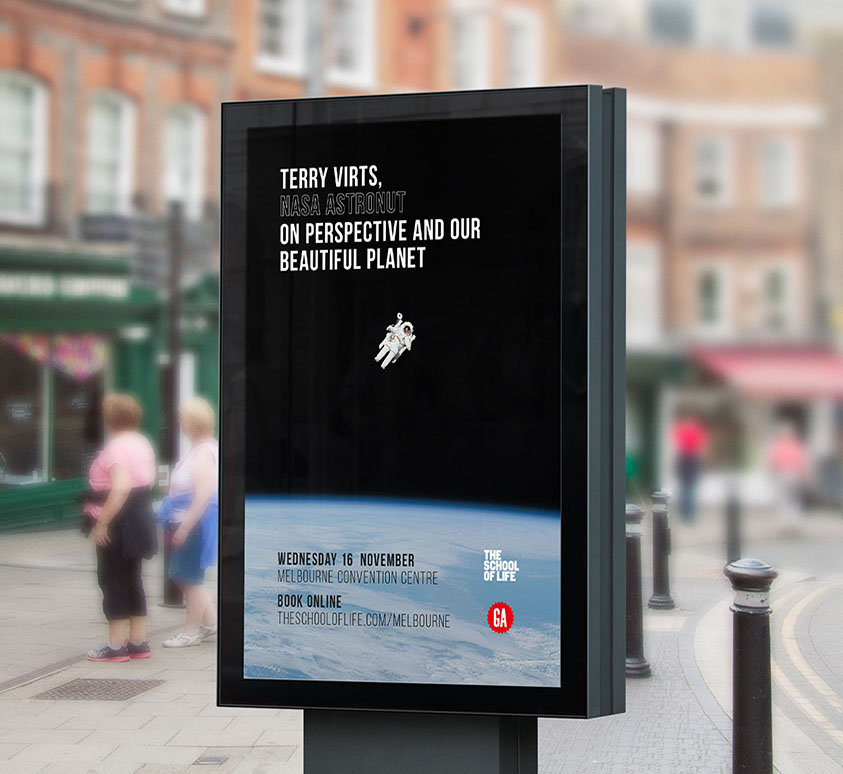 TERRY VIRTS,
NASA ASTRONUT
ON PERSPECTIVE AND OUR
BEAUTIFUL PLANET
WEDNESDAY 16 NOVEMBER
MELBOURNE CONVENTION CENTRE
BOOK ONLINE
THESCHOOLOFLIFE.COM/MELBOURNE
THE
SCHOOL
OF LIFE
GA